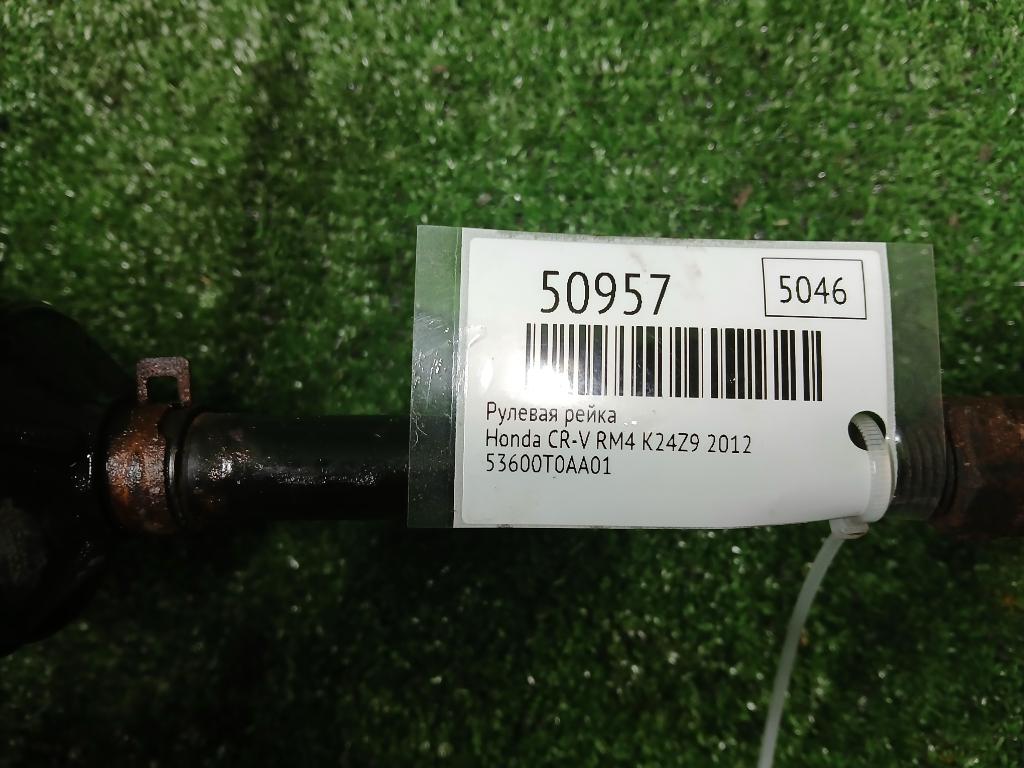 50957
5046
Рулевая рейка
Honda CR-V RM4 K24Z9 2012
53600T0AA01